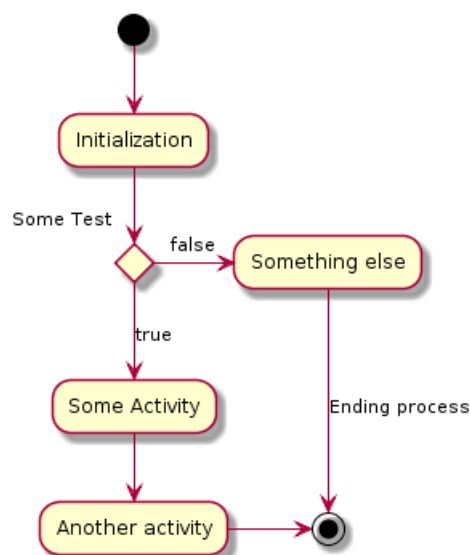 Initialization
Some Test
false
Something else
true
Some Activity
Ending process
Another activity